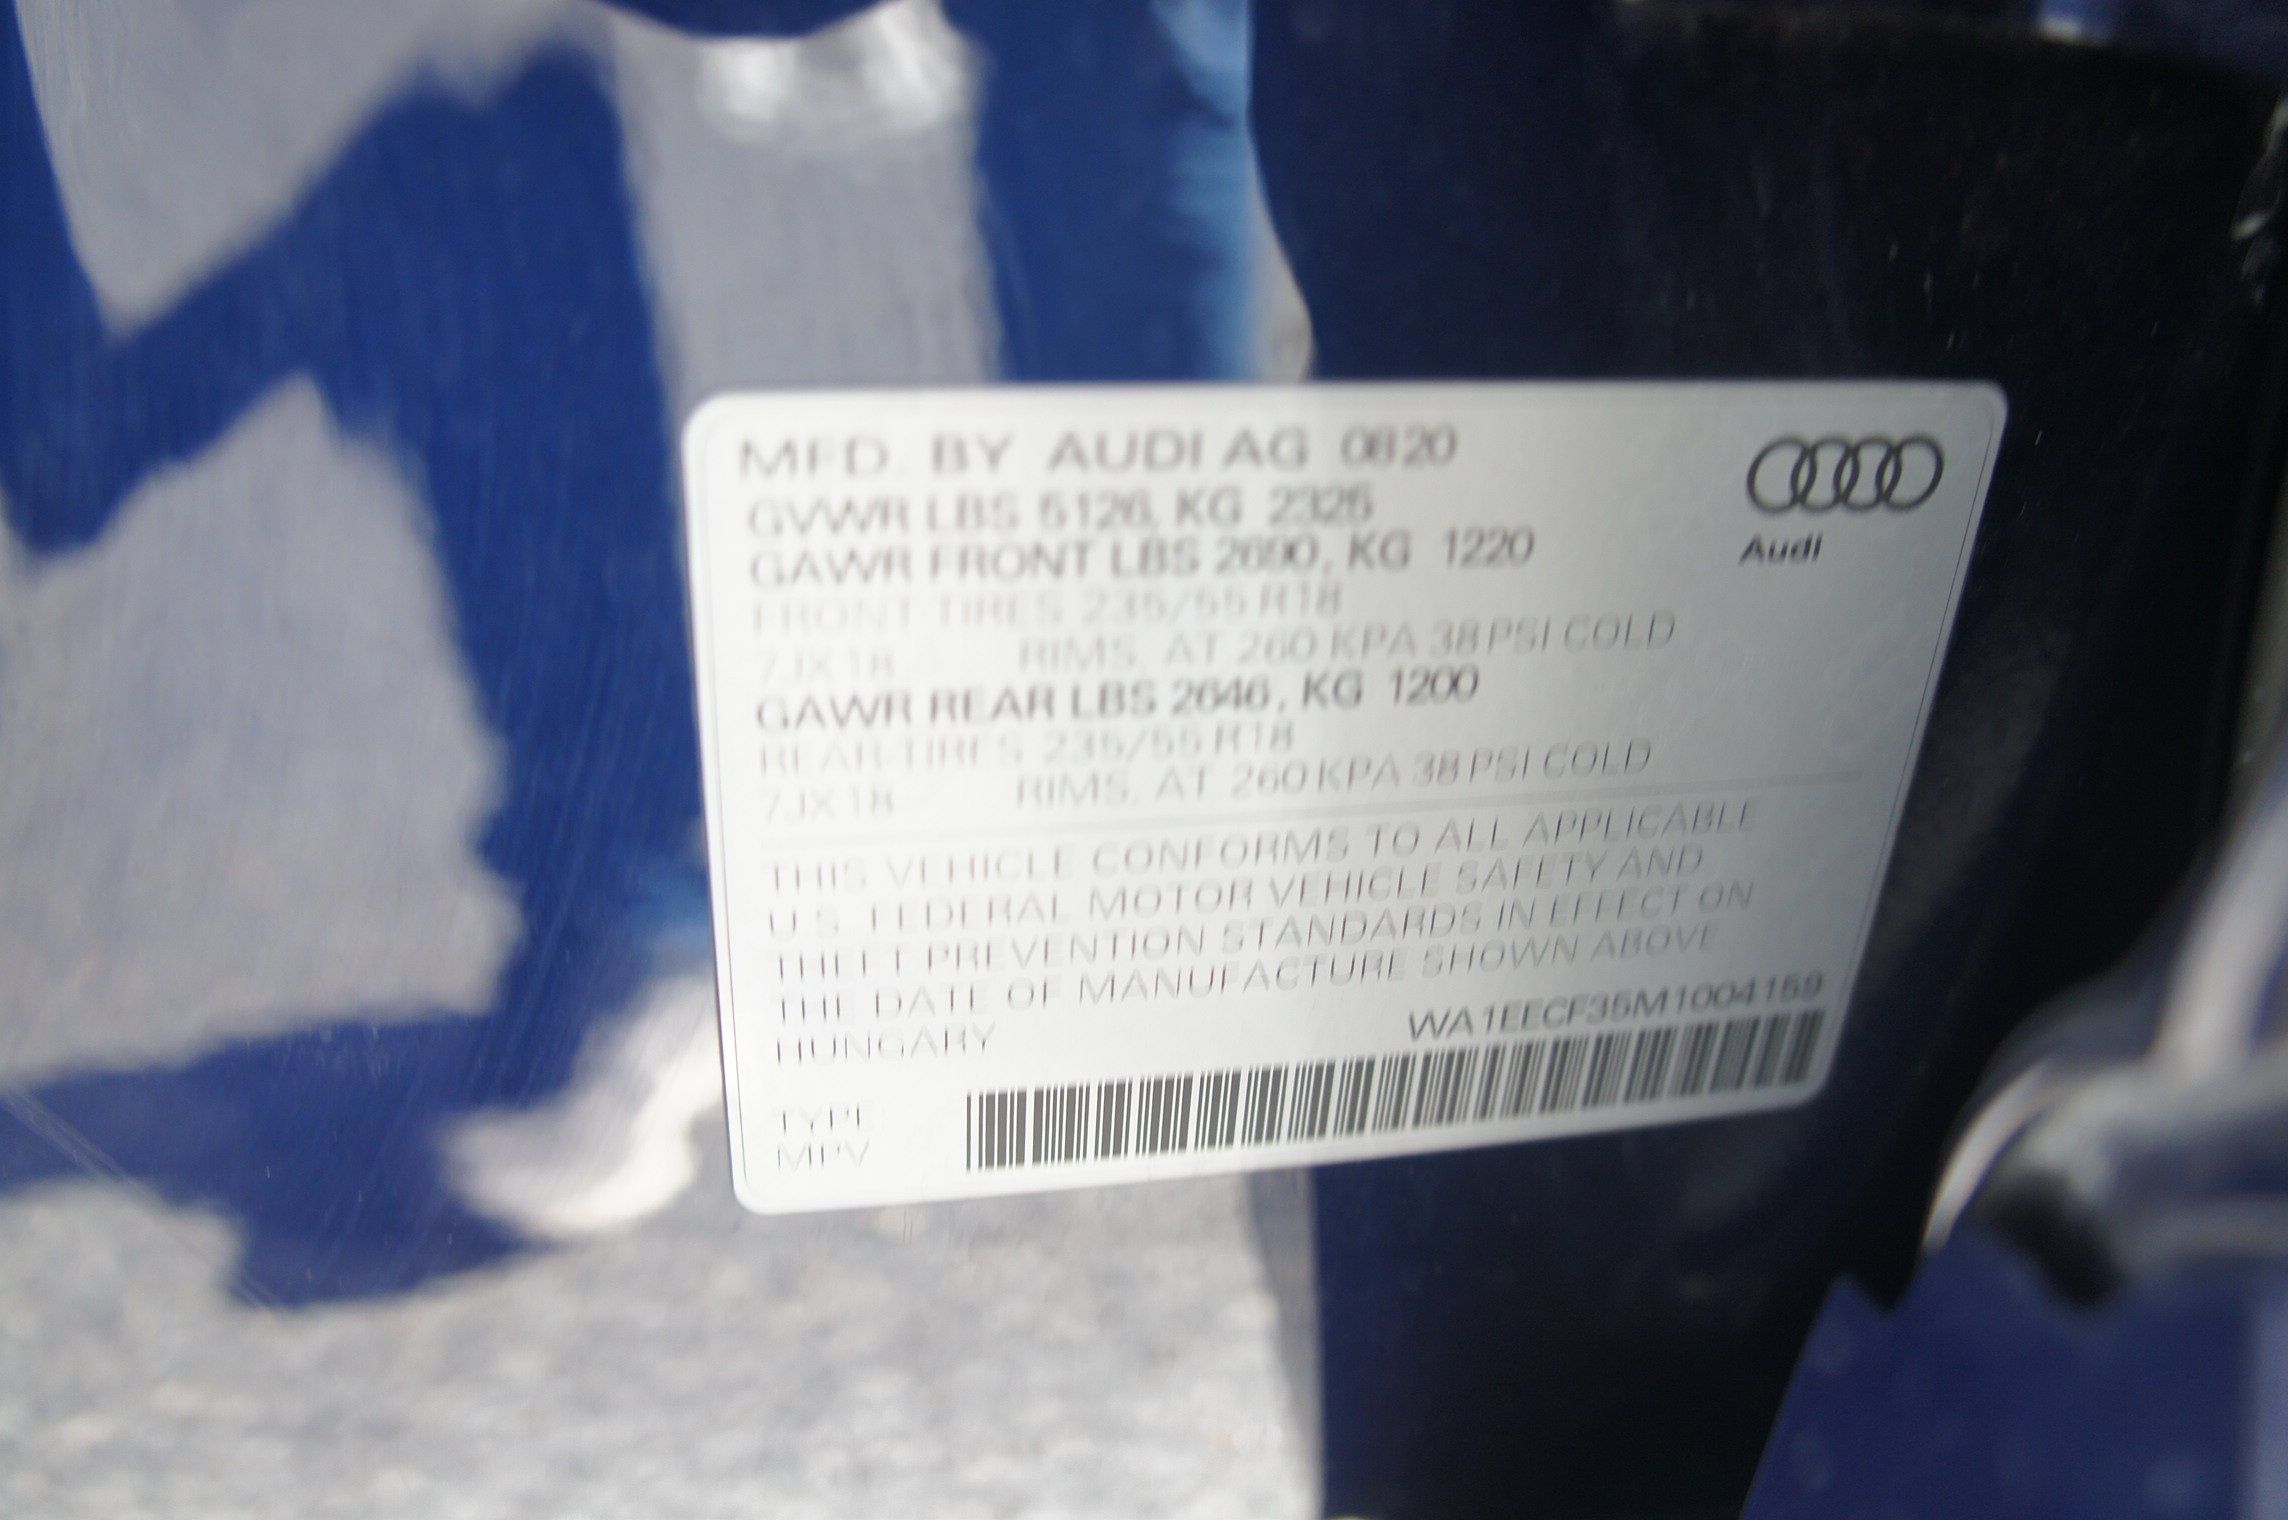 MFD. BY AUDI AG 0820
GVWR LBS 5126, KG 2325
GAWR FRONT LBS 2690, KG 1220
FRONT-TIRES 235/55 R18
7JX18 RIMS, AT 260 KPA 38 PSI COLD
GAWR REAR LBS 2646, KG 1200
REAR-TIRES 235/55 R18
7JX18 RIMS, AT 260 KPA 38 PSI COLD
THIS VEHICLE CONFORMS TO ALL APPLICABLE
U.S. FEDERAL MOTOR VEHICLE SAFETY AND
THEFT PREVENTION STANDARDS IN EFFECT ON
THE DATE OF MANUFACTURE SHOWN ABOVE
HUNGARY
WA1EECF35M1004159
TYPE
MPV
Audi